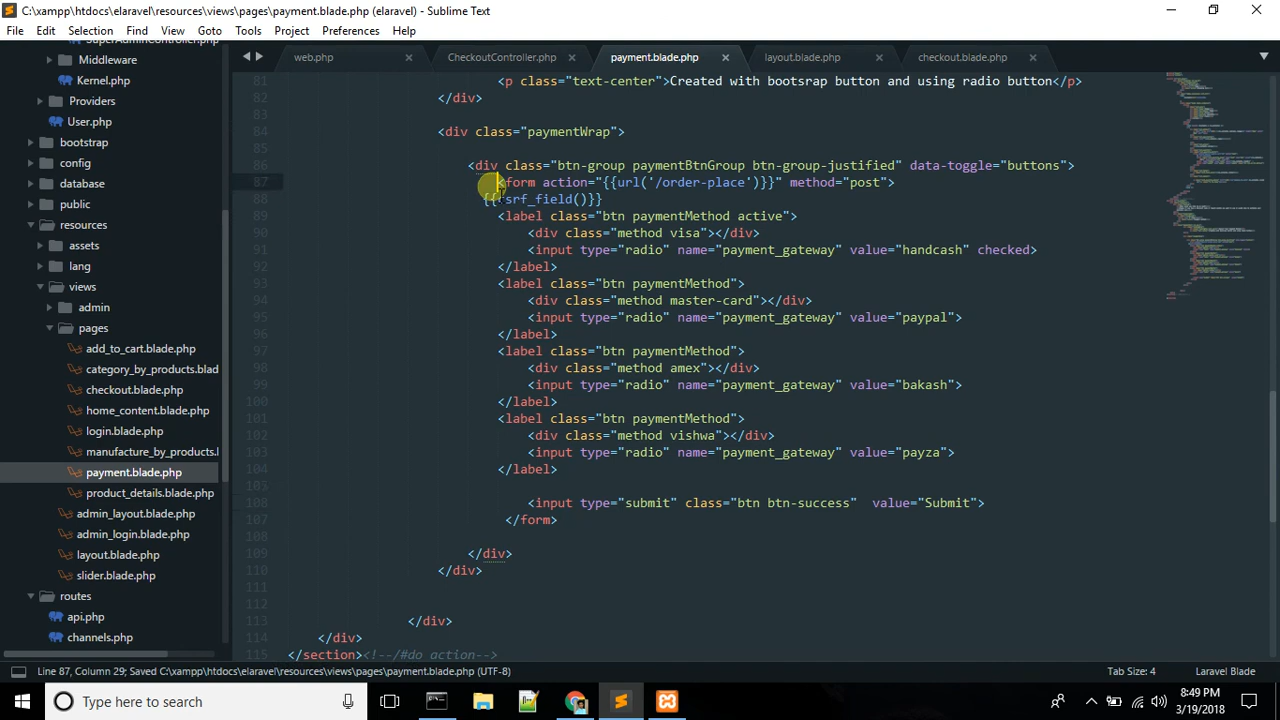 C:\xampp\htdocs\elaravel\resources\views\pages\payment.blade.php (elaravel) - Sublime Text
File Edit Selection Find View Goto Tools Project Preferences Help
SuperAdminController.php
Middleware
Kernel.php
Providers
User.php
bootstrap
config
database
public
resources
assets
lang
views
admin
pages
add_to_cart.blade.php
category_by_products.blad
checkout.blade.php
home_content.blade.php
login.blade.php
manufacture_by_products.l
payment.blade.php
product_details.blade.php
admin_layout.blade.php
admin_login.blade.php
layout.blade.php
slider.blade.php
routes
api.php
channels.php
web.php CheckoutController.php payment.blade.php layout.blade.php checkout.blade.php
81 <p class="text-center">Created with bootsrap button and using radio button</p>
82 </div>
83
84 <div class="paymentWrap">
85
86 <div class="btn-group paymentBtnGroup btn-group-justified" data-toggle="buttons">
87 form action="{{url('/order-place')}}" method="post">
88 {{ srf_field()}}
89 <label class="btn paymentMethod active">
90 <div class="method visa"></div>
91 <input type="radio" name="payment_gateway" value="handcash" checked>
92 </label>
93 <label class="btn paymentMethod">
94 <div class="method master-card"></div>
95 <input type="radio" name="payment_gateway" value="paypal">
96 </label>
97 <label class="btn paymentMethod">
98 <div class="method amex"></div>
99 <input type="radio" name="payment_gateway" value="bakash">
100 </label>
101 <label class="btn paymentMethod">
102 <div class="method vishwa"></div>
103 <input type="radio" name="payment_gateway" value="payza">
104 </label>
105
106 <input type="submit" class="btn btn-success"  value="Submit">
107 </form>
108
109 </div>
110 </div>
111
112
113 </div>
114 </div>
115 </section><!--/#do action-->
Line 87, Column 29; Saved C:\xampp\htdocs\elaravel\resources\views\pages\payment.blade.php (UTF-8) Tab Size: 4 Laravel Blade
Type here to search
8:49 PM
3/19/2018